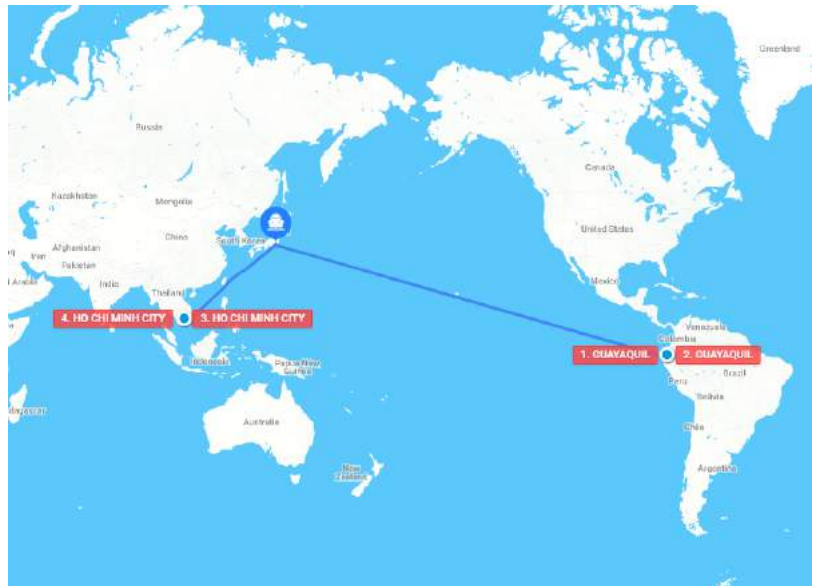 Greenland
Russia
Canada
Kazakhstan
Mongolia
United States
China
South Korea
Afghanistan
Iran
Pakistan
Mexico
India
Thailand
4. HO CHI MINH CITY
3. HO CHI MINH CITY
Venezuela
Colombia
1. GUAYAQUIL
2. GUAYAQUIL
Indonesia
Papua New
Guinea
Brazil
Peru
Bolivia
Australia
Chile
New
Zealand
Argentina